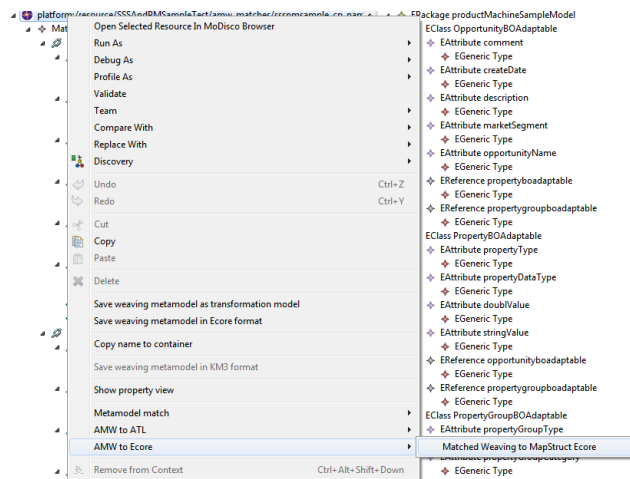 platform:/resource/SSSAndRMSampleTest/amw_matches/
EPackage productMachineSampleModel
Mat
Open Selected Resource In MoDisco Browser
Run As
Debug As
Profile As
Validate
Team
Compare With
Replace With
Discovery
Undo Ctrl+Z
Redo Ctrl+Y
Cut
Copy
Paste
Delete
Save weaving metamodel as transformation model
Save weaving metamodel in Ecore format
Copy name to container
Save weaving metamodel in KM3 format
Show property view
Metamodel match
AMW to ATL
AMW to Ecore
Remove from Context Ctrl+Alt+Shift+Down
EClass OpportunityBOAdaptable
EAttribute comment
EGeneric Type
EAttribute createDate
EGeneric Type
EAttribute description
EGeneric Type
EAttribute marketSegment
EGeneric Type
EAttribute opportunityName
EGeneric Type
EReference propertyboadaptable
EGeneric Type
EReference propertygroupboadaptable
EGeneric Type
EClass PropertyBOAdaptable
EAttribute propertyType
EGeneric Type
EAttribute propertyDataType
EGeneric Type
EAttribute doublValue
EGeneric Type
EAttribute stringValue
EGeneric Type
EReference opportunityboadaptable
EGeneric Type
EReference propertygroupboadaptable
EGeneric Type
EClass PropertyGroupBOAdaptable
EAttribute propertyGroupType
Matched Weaving to MapStruct Ecore
EAttribute propertyGroupCategory
EGeneric Type